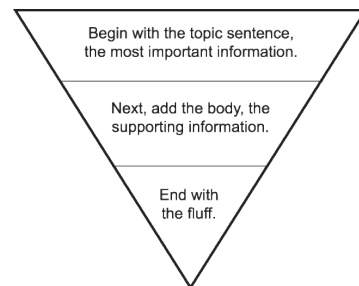 Begin with the topic sentence,
the most important information.
Next, add the body, the
supporting information.
End with
the fluff.